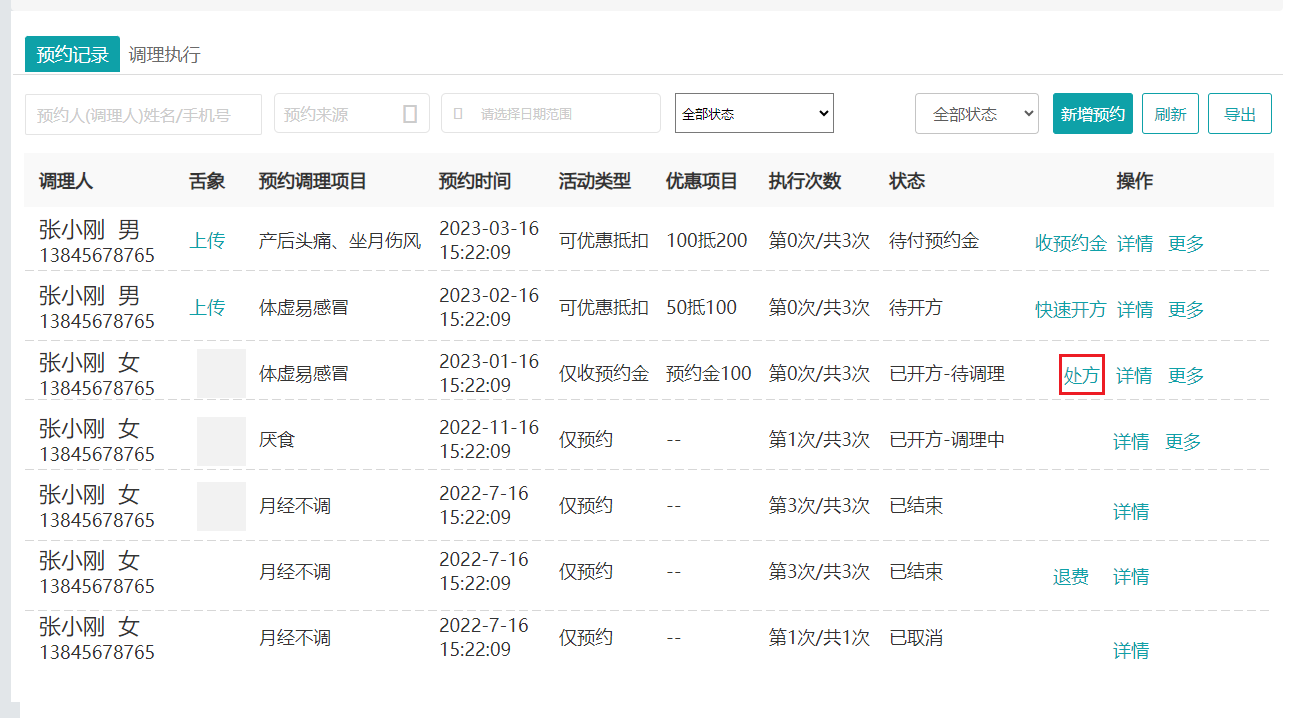 预约记录 调理执行
预约人(调理人)姓名/手机号 预约来源 请选择日期范围 全部状态 全部状态 新增预约 刷新 导出
调理人 舌象 预约调理项目 预约时间 活动类型 优惠项目 执行次数 状态 操作
张小刚 男 13845678765 上传 产后头痛、坐月伤风 2023-03-16 15:22:09 可优惠抵扣 100抵200 第0次/共3次 待付预约金 收预约金 详情 更多
张小刚 男 13845678765 上传 体虚易感冒 2023-02-16 15:22:09 可优惠抵扣 50抵100 第0次/共3次 待开方 快速开方 详情 更多
张小刚 女 13845678765 体虚易感冒 2023-01-16 15:22:09 仅收预约金 预约金100 第0次/共3次 已开方-待调理 处方 详情 更多
张小刚 女 13845678765 厌食 2022-11-16 15:22:09 仅预约 -- 第1次/共3次 已开方-调理中 详情 更多
张小刚 女 13845678765 月经不调 2022-7-16 15:22:09 仅预约 -- 第3次/共3次 已结束 详情
张小刚 女 13845678765 月经不调 2022-7-16 15:22:09 仅预约 -- 第3次/共3次 已结束 退费 详情
张小刚 女 13845678765 月经不调 2022-7-16 15:22:09 仅预约 -- 第1次/共1次 已取消 详情